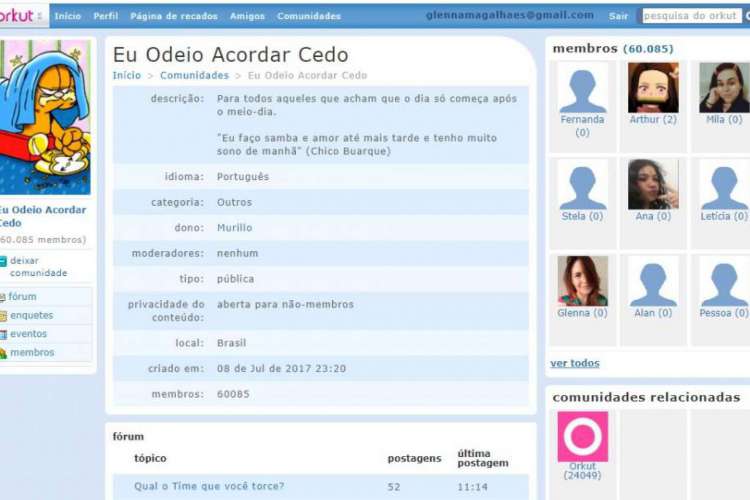 orkut
Início Perfil Página de recados Amigos Comunidades glennamagalhaes@gmail.com Sair pesquisa do orkut
Eu Odeio Acordar Cedo
(60.085 membros)
deixar comunidade
fórum
enquetes
eventos
membros
Eu Odeio Acordar Cedo
Início > Comunidades > Eu Odeio Acordar Cedo
descrição: Para todos aqueles que acham que o dia só começa após
o meio-dia.
"Eu faço samba e amor até mais tarde e tenho muito
sono de manhã" (Chico Buarque)
idioma: Português
categoria: Outros
dono: Murillo
moderadores: nenhum
tipo: pública
privacidade do conteúdo: aberta para não-membros
local: Brasil
criado em: 08 de Jul de 2017 23:20
membros: 60085
fórum
tópico postagens última postagem
Qual o Time que você torce? 52 11:14
membros (60.085)
Fernanda (0) Arthur (2) Mila (0)
Stela (0) Ana (0) Letícia (0)
Glenna (0) Alan (0) Pessoa (0)
ver todos
comunidades relacionadas
Orkut (24049)